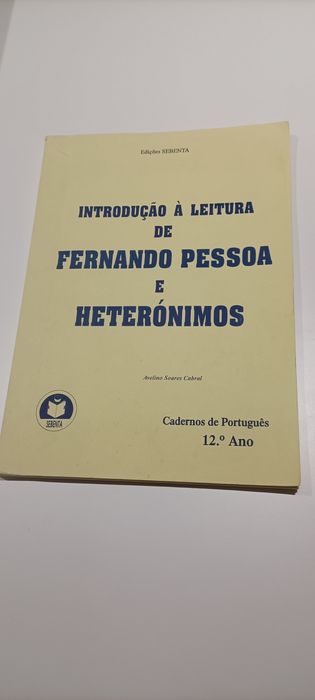 Edições SEBENTA
INTRODUÇÃO À LEITURA
DE
FERNANDO PESSOA
E
HETERÓNIMOS
Avelino Soares Cabral
SEBENTA
Cadernos de Português
12.º Ano